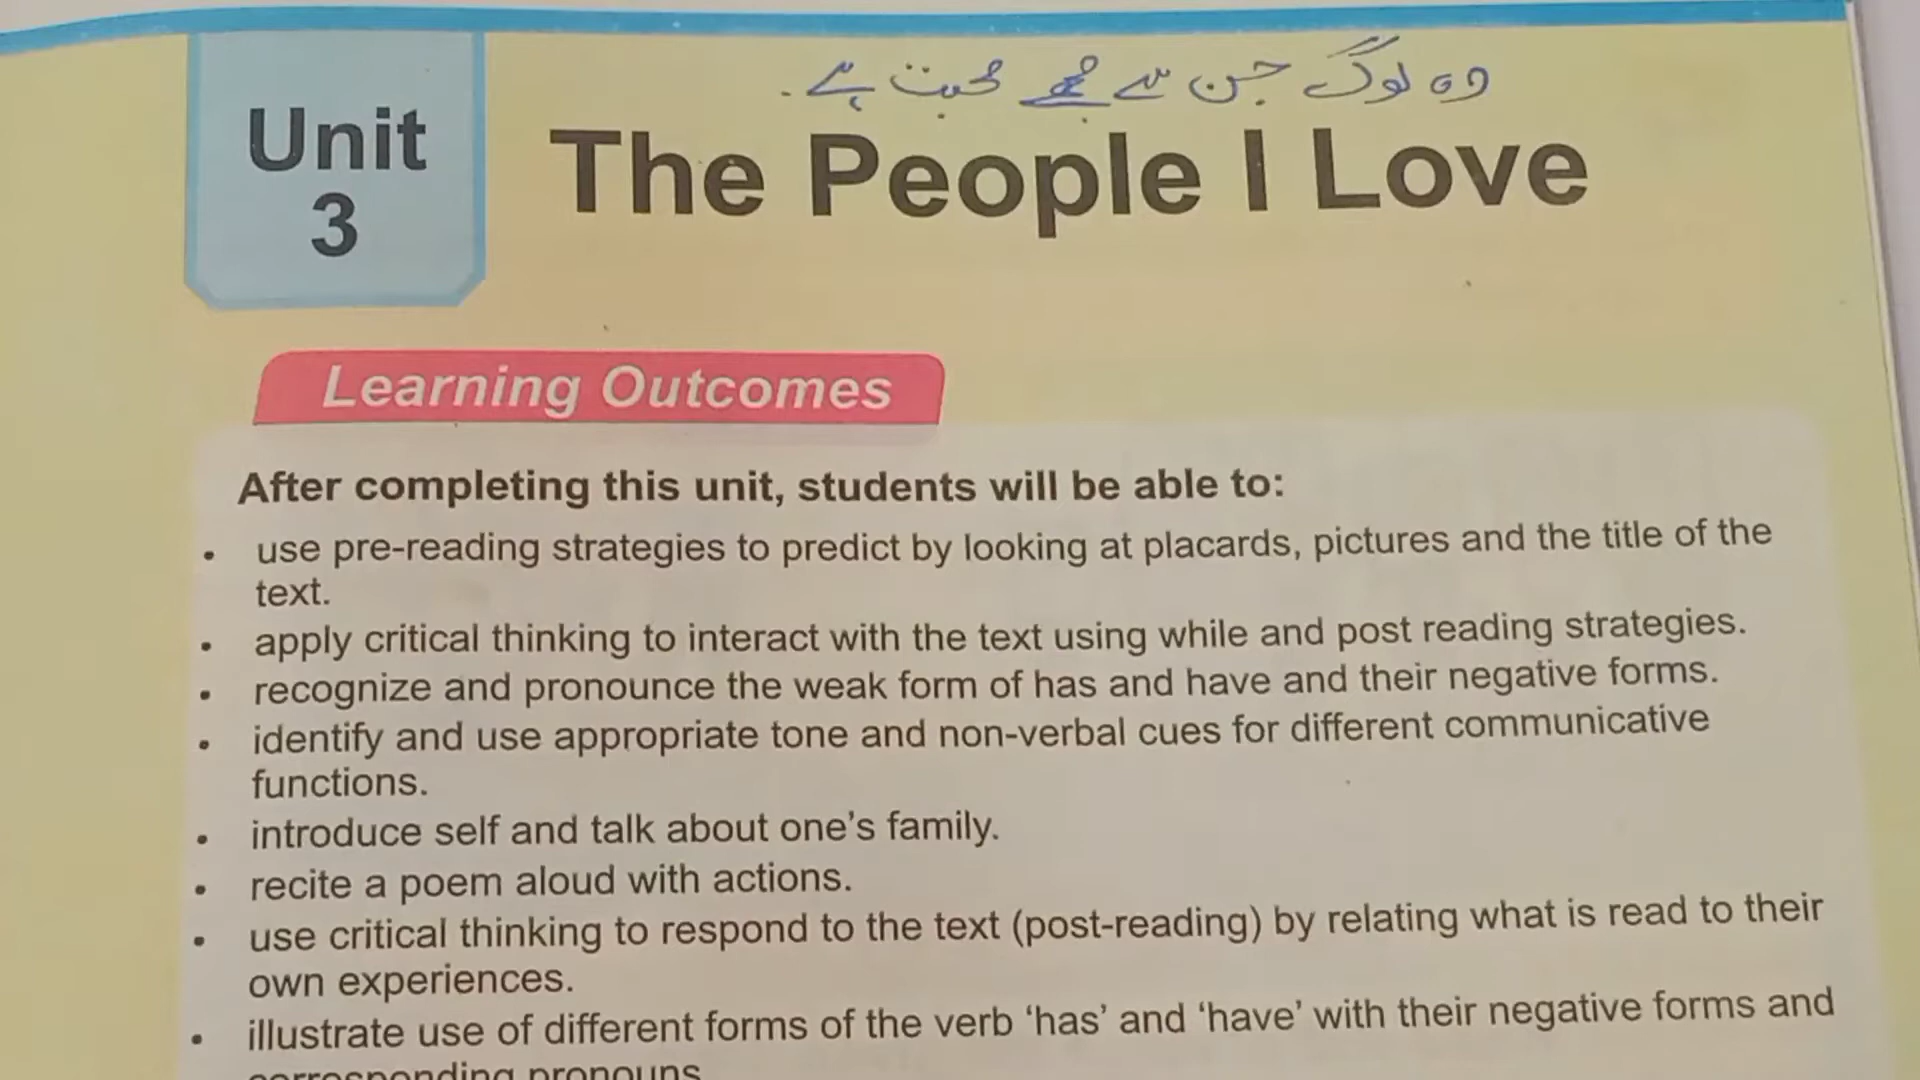 وہ لوگ جن سے مجھے محبت ہے۔
Unit
3
The People I Love
Learning Outcomes
After completing this unit, students will be able to:
• use pre-reading strategies to predict by looking at placards, pictures and the title of the
text.
• apply critical thinking to interact with the text using while and post reading strategies.
• recognize and pronounce the weak form of has and have and their negative forms.
• identify and use appropriate tone and non-verbal cues for different communicative
functions.
• introduce self and talk about one’s family.
• recite a poem aloud with actions.
• use critical thinking to respond to the text (post-reading) by relating what is read to their
own experiences.
• illustrate use of different forms of the verb ‘has’ and ‘have’ with their negative forms and
corresponding pronouns